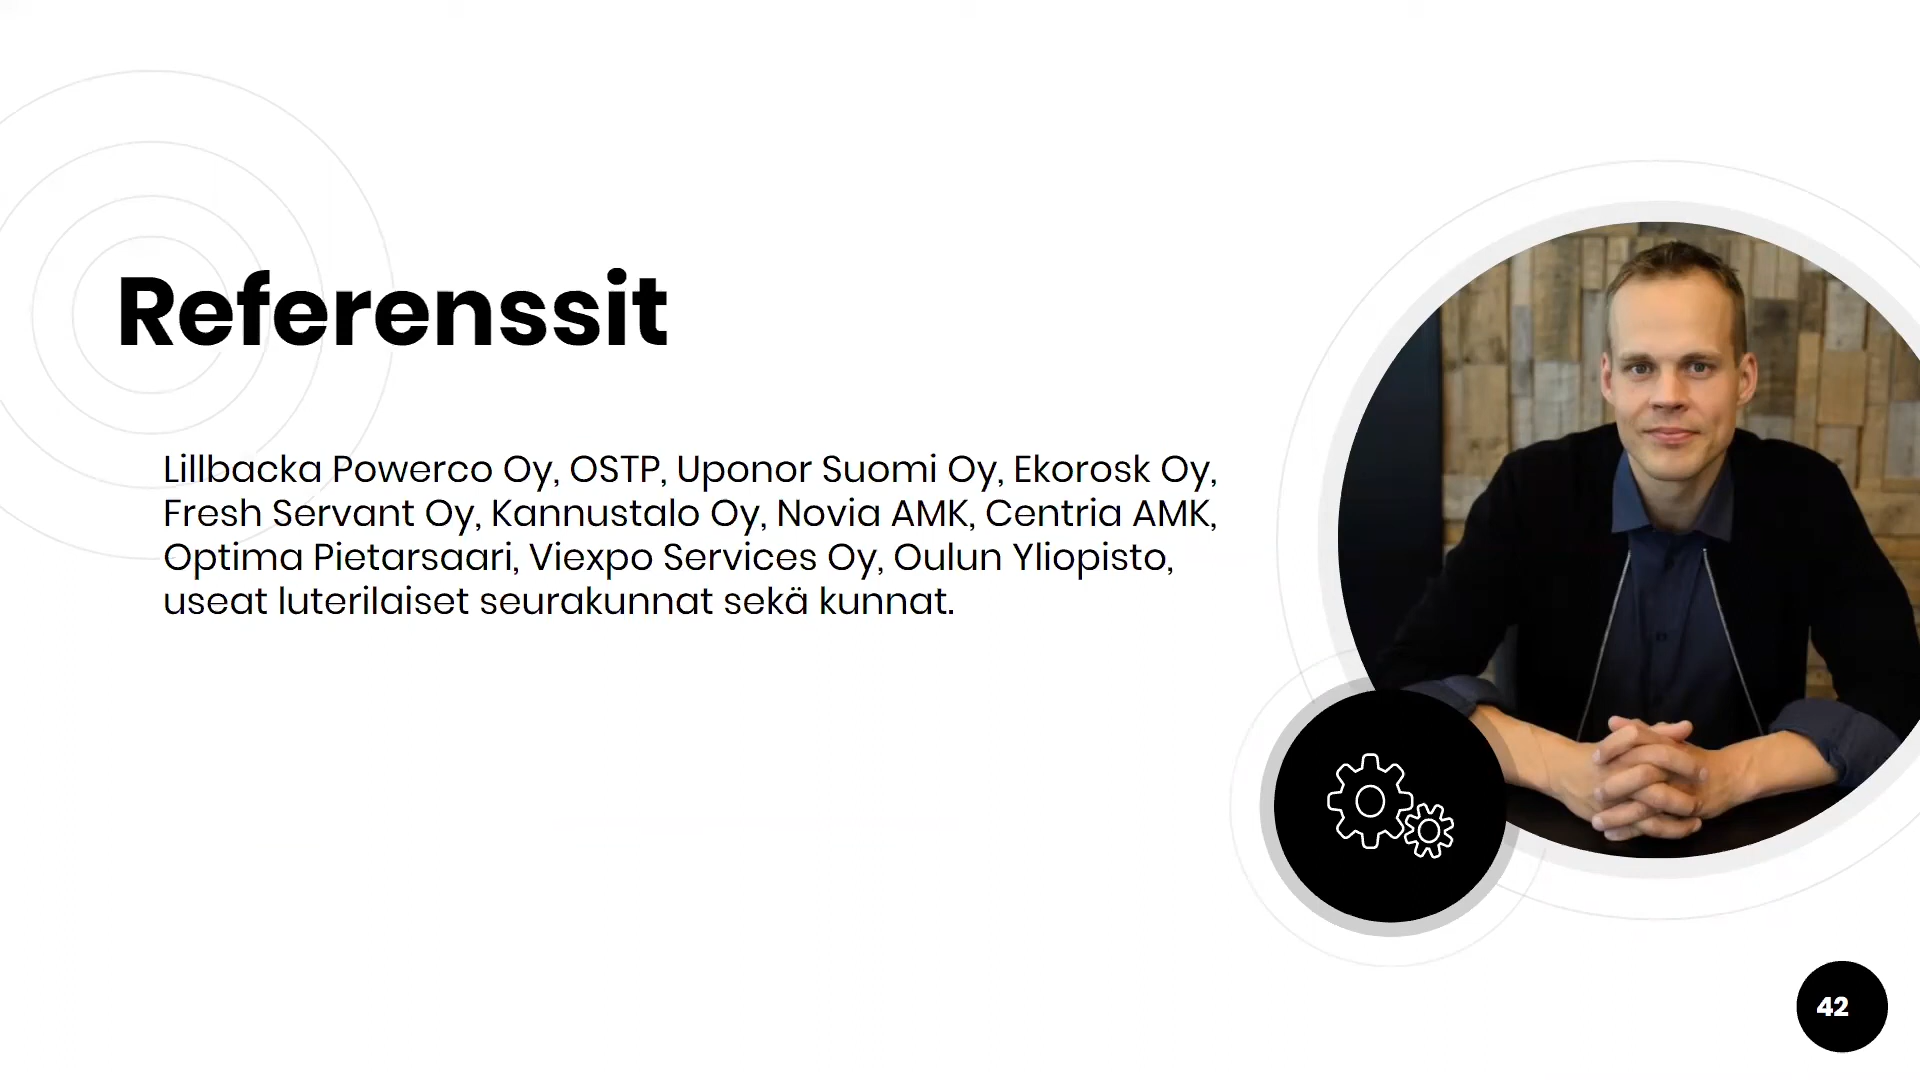 Referenssit
Lillbacka Powerco Oy, OSTP, Uponor Suomi Oy, Ekorosk Oy,
Fresh Servant Oy, Kannustalo Oy, Novia AMK, Centria AMK,
Optima Pietarsaari, Viexpo Services Oy, Oulun Yliopisto,
useat luterilaiset seurakunnat sekä kunnat.
42